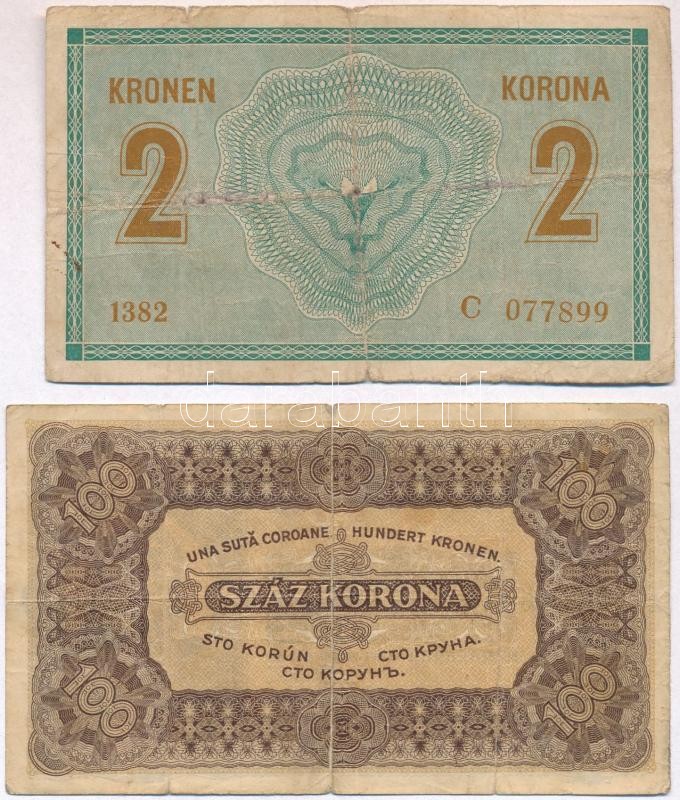 KRONEN KORONA
2 2
1382 C 077899
darabanth
100 100
UNA SUTĂ COROANE. HUNDERT KRONEN.
SZÁZ KORONA
STO KORÚN СТО КРУНА.
СТО КОРУНЪ.
100 100